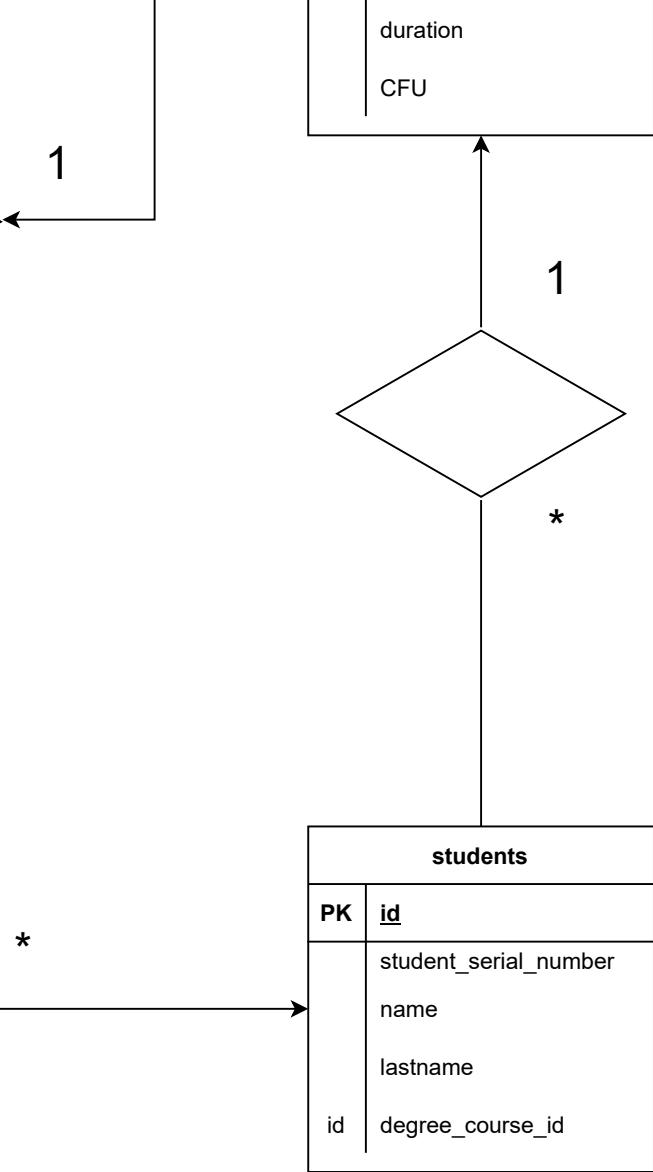 duration
CFU
1
1
*
students
PK id
*
student_serial_number
name
lastname
id degree_course_id